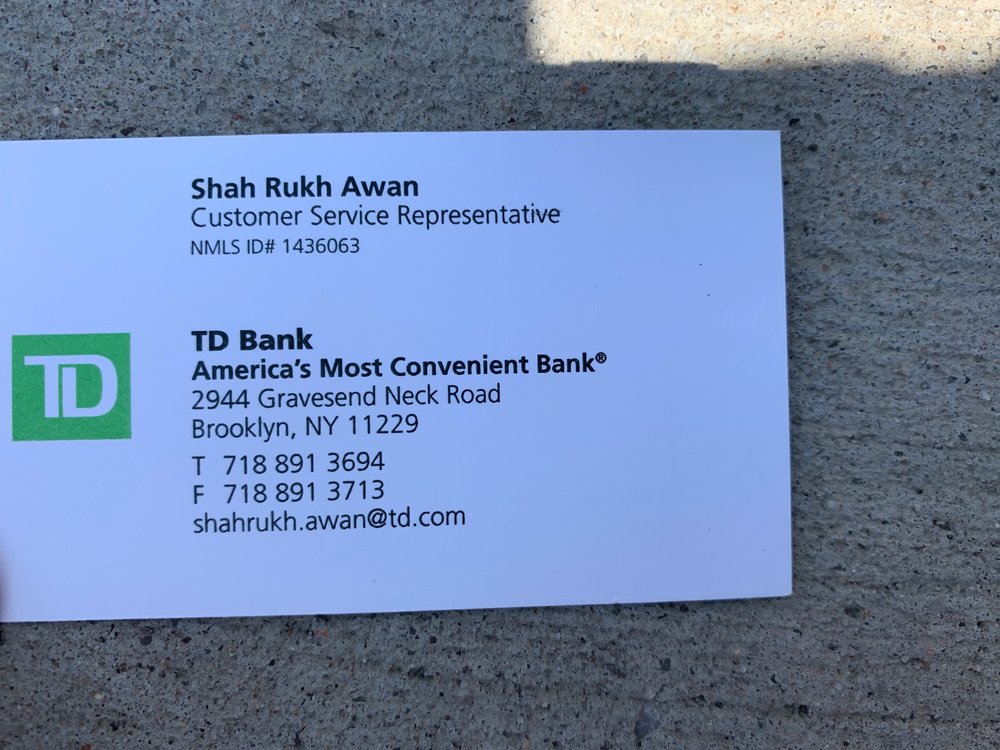 Shah Rukh Awan
Customer Service Representative
NMLS ID# 1436063
TD
TD Bank
America's Most Convenient Bank®
2944 Gravesend Neck Road
Brooklyn, NY 11229
T 718 891 3694
F 718 891 3713
shahrukh.awan@td.com